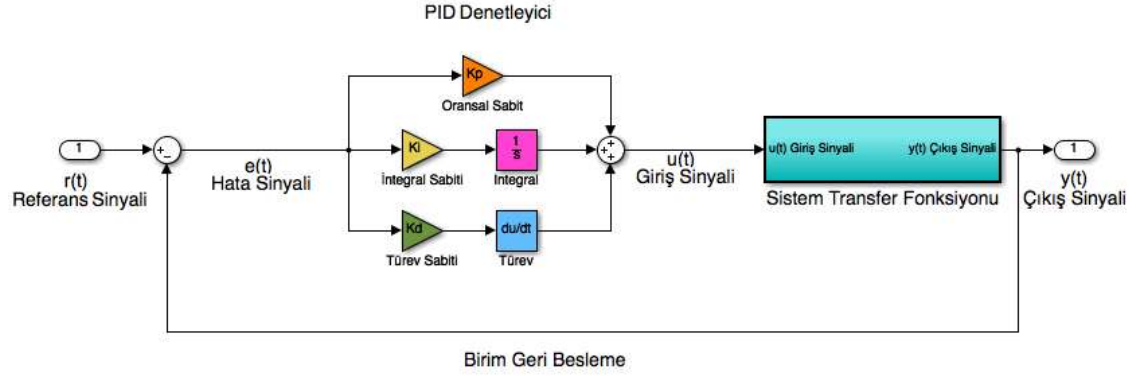 PID Denetleyici
Kp
Oransal Sabit
1
+
−
e(t)
Hata Sinyali
r(t)
Referans Sinyali
Ki
İntegral Sabiti
1
s
Integral
+
+
+
u(t)
Giriş Sinyali
u(t) Giriş Sinyali
y(t) Çıkış Sinyali
Sistem Transfer Fonksiyonu
1
y(t)
Çıkış Sinyali
Kd
Türev Sabiti
du/dt
Türev
Birim Geri Besleme